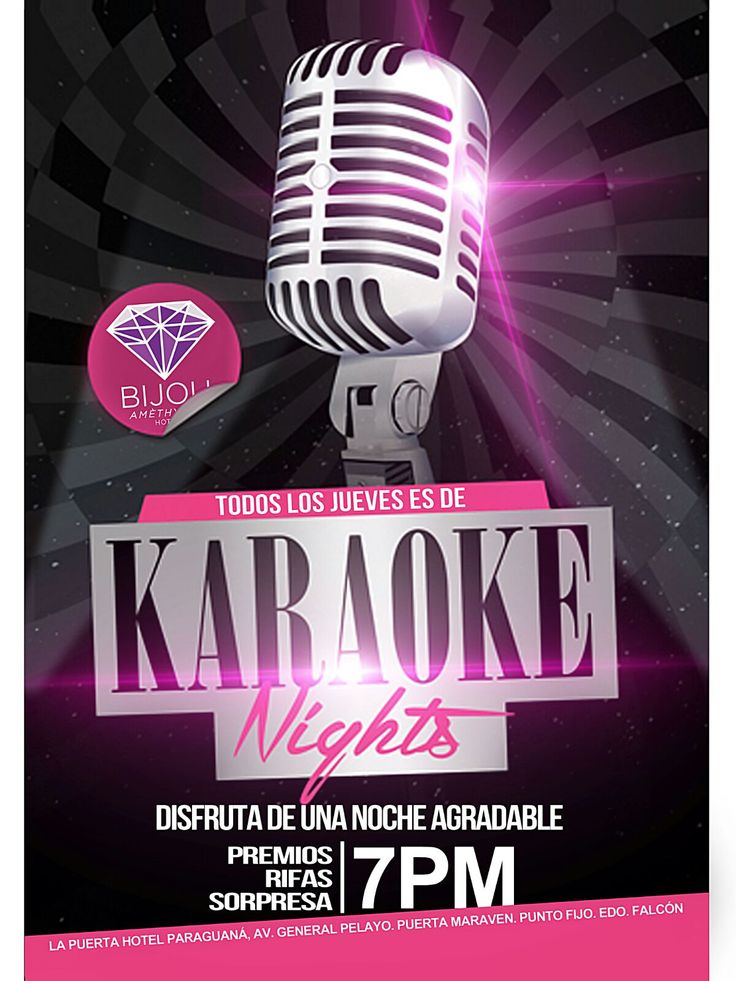 BIJOU
TODOS LOS JUEVES ES DE
KARAOKE
Nights
DISFRUTA DE UNA NOCHE AGRADABLE
PREMIOS
RIFAS
SORPRESA
7PM
LA PUERTA HOTEL PARAGUANÁ, AV. GENERAL PELAYO. PUERTA MARAVEN. PUNTO FIJO. EDO. FALCÓN